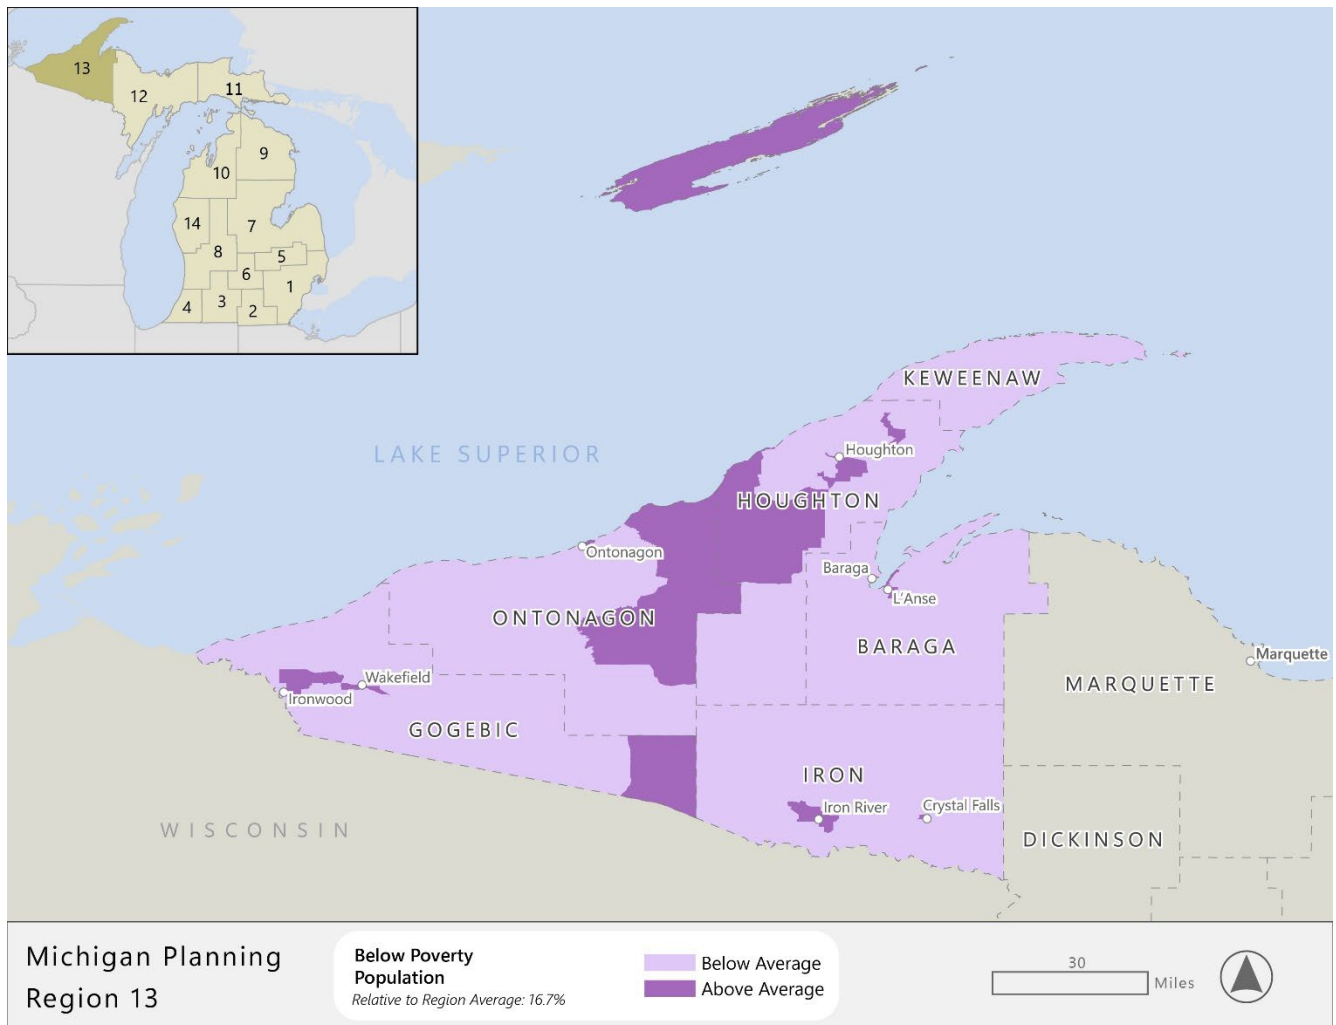 13
12
11
9
10
14
7
8
5
6
1
4
3
2
KEWEENAW
LAKE SUPERIOR
Houghton
HOUGHTON
Ontonagon
Baraga
L'Anse
ONTONAGON
BARAGA
Marquette
Wakefield
MARQUETTE
Ironwood
GOGEBIC
IRON
Iron River
Crystal Falls
WISCONSIN
DICKINSON
Michigan Planning
Region 13
Below Poverty
Population
Relative to Region Average: 16.7%
Below Average
Above Average
30
Miles